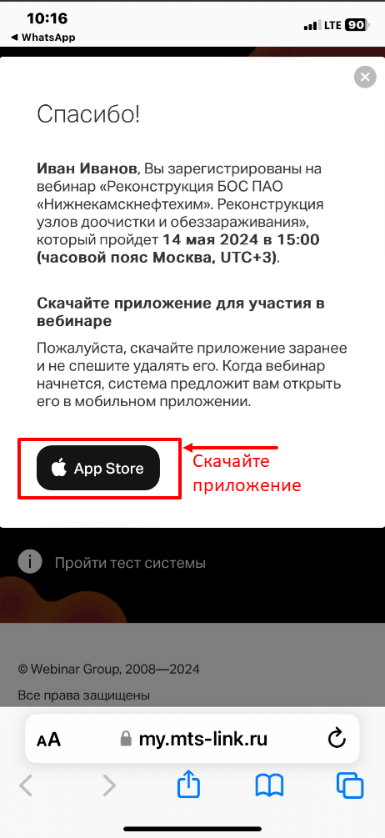 10:16
LTE 90
◄ WhatsApp
Спасибо!
Иван Иванов, Вы зарегистрированы на
вебинар «Реконструкция БОС ПАО
«Нижнекамскнефтехим». Реконструкция
узлов доочистки и обеззараживания»,
который пройдет 14 мая 2024 в 15:00
(часовой пояс Москва, UTC+3).
Скачайте приложение для участия в
вебинаре
Пожалуйста, скачайте приложение заранее
и не спешите удалять его. Когда вебинар
начнется, система предложит вам открыть
его в мобильном приложении.
App Store
Скачайте
приложение
Пройти тест системы
© Webinar Group, 2008—2024
Все права защищены
AA my.mts-link.ru